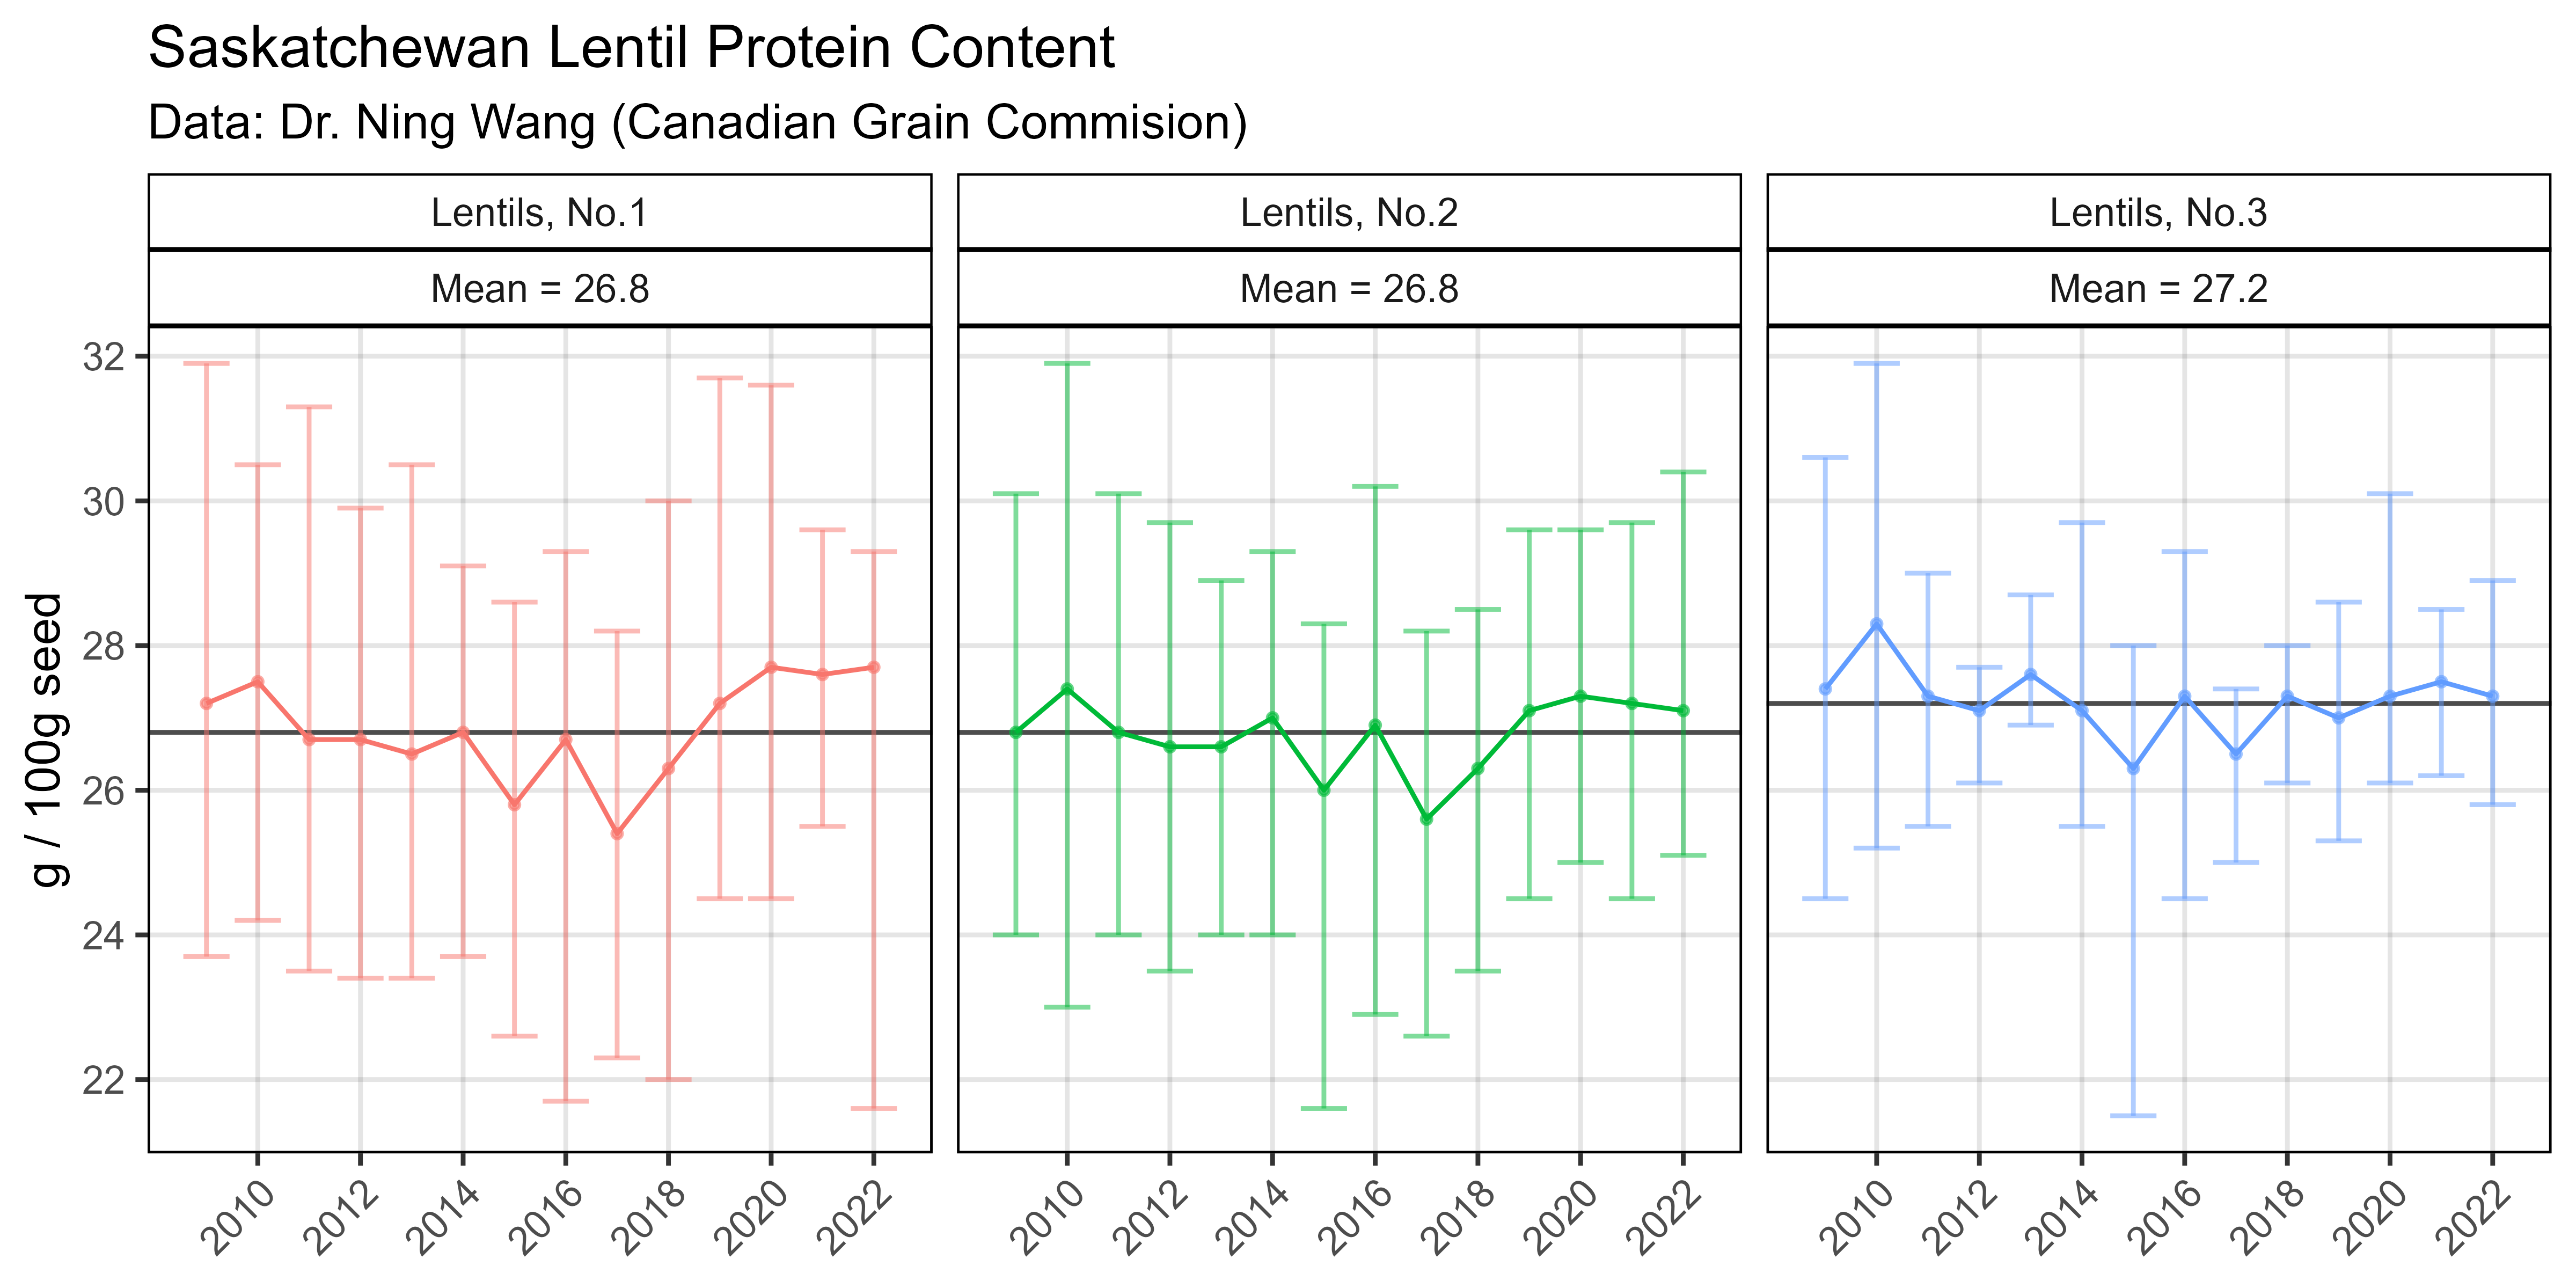 Saskatchewan Lentil Protein Content
Data: Dr. Ning Wang (Canadian Grain Commision)
Lentils, No.1
Mean = 26.8
Lentils, No.2
Mean = 26.8
Lentils, No.3
Mean = 27.2
g / 100g seed
32
30
28
26
24
22
2010 2012 2014 2016 2018 2020 2022
2010 2012 2014 2016 2018 2020 2022
2010 2012 2014 2016 2018 2020 2022